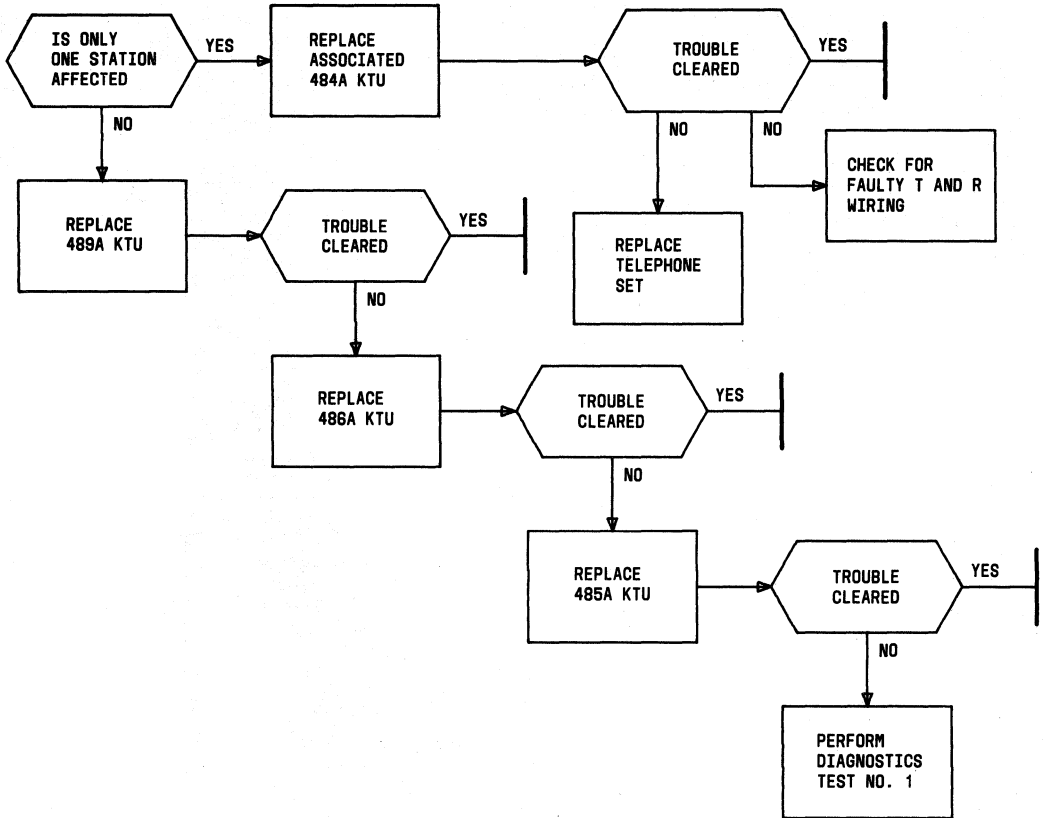 IS ONLY
ONE STATION
AFFECTED
YES
REPLACE
ASSOCIATED
484A KTU
TROUBLE
CLEARED
YES
NO
NO
NO
CHECK FOR
FAULTY T AND R
WIRING
REPLACE
TELEPHONE
SET
REPLACE
489A KTU
TROUBLE
CLEARED
YES
NO
REPLACE
486A KTU
TROUBLE
CLEARED
YES
NO
REPLACE
485A KTU
TROUBLE
CLEARED
YES
NO
PERFORM
DIAGNOSTICS
TEST NO. 1